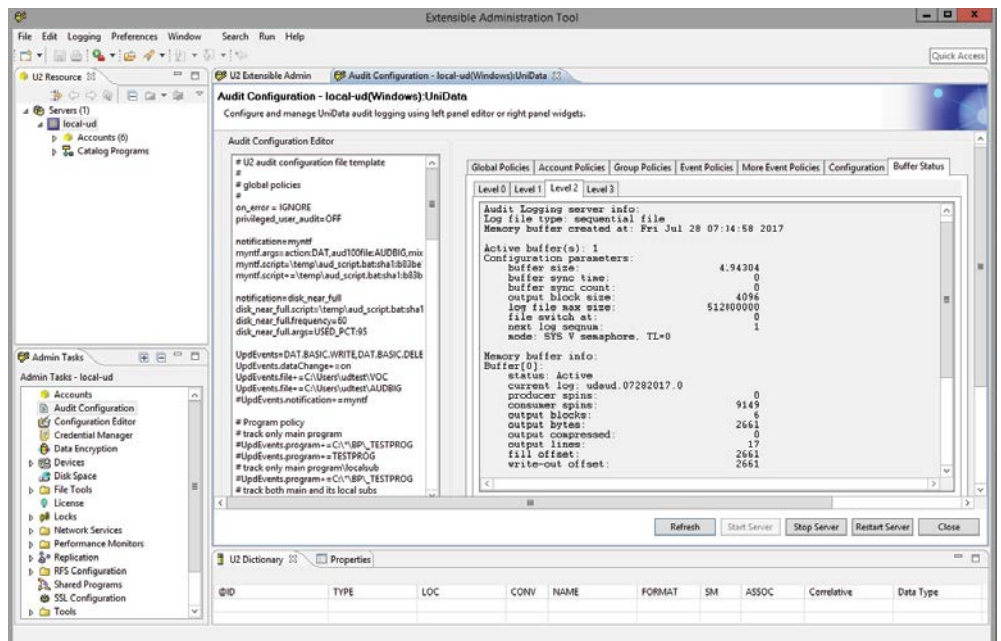 Extensible Administration Tool
File Edit Logging Preferences Window Search Run Help
Quick Access
U2 Resource
Servers (1)
local-ud
Accounts (6)
Catalog Programs
Admin Tasks
Admin Tasks - local-ud
Accounts
Audit Configuration
Configuration Editor
Credential Manager
Data Encryption
Devices
Disk Space
File Tools
License
Locks
Network Services
Performance Monitors
Replication
RFS Configuration
Shared Programs
SSL Configuration
Tools
U2 Extensible Admin
Audit Configuration - local-ud(Windows):UniData
Audit Configuration - local-ud(Windows):UniData
Configure and manage UniData audit logging using left panel editor or right panel widgets.
Audit Configuration Editor
# U2 audit configuration file template
#
# global policies
#
on_error = IGNORE
privileged_user_audit=OFF
notification=myntf
myntf.args=action:DAT,aud100file:AUDBIG,mix
myntf.script=\temp\aud_script.bat:sha1:b83be
myntf.script+=\temp\aud_script.bat:sha1:b83b
notification=disk_near_full
disk_near_full.script=\temp\aud_script.bat:sha1
disk_near_full.frequency=60
disk_near_full.args=USED_PCT:95
UpdEvents=DAT.BASIC.WRITE,DAT.BASIC.DELE
UpdEvents.dataChange+=on
UpdEvents.file+=C:\Users\udtest\VOC
UpdEvents.file+=C:\Users\udtest\AUDBIG
#UpdEvents.notification+=myntf
# Program policy
# track only main program
#UpdEvents.program+=C:\*\BP\_TESTPROG
#UpdEvents.program+=TESTPROG
# track only main program\localsub
#UpdEvents.program+=C:\*\BP\_TESTPROG
# track both main and its local subs
Global Policies Account Policies Group Policies Event Policies More Event Policies Configuration Buffer Status
Level 0 Level 1 Level 2 Level 3
Audit Logging server info:
Log file type: sequential file
Memory buffer created at: Fri Jul 28 07:14:58 2017
Active buffer(s): 1
Configuration parameters:
buffer size: 4194304
buffer sync time: 0
buffer sync count: 0
output block size: 4096
log file max size: 512000000
file switch at: 0
next log seqnum: 1
mode: SYS V semaphore, TL=0
Memory buffer info:
Buffer[0]:
status: Active
current log: udaud.07282017.0
producer spins: 0
consumer spins: 9149
output blocks: 6
output bytes: 2661
output compressed: 0
output lines: 17
fill offset: 2661
write-out offset: 2661
Refresh Start Server Stop Server Restart Server Close
U2 Dictionary Properties
@ID TYPE LOC CONV NAME FORMAT SM ASSOC Correlative Data Type